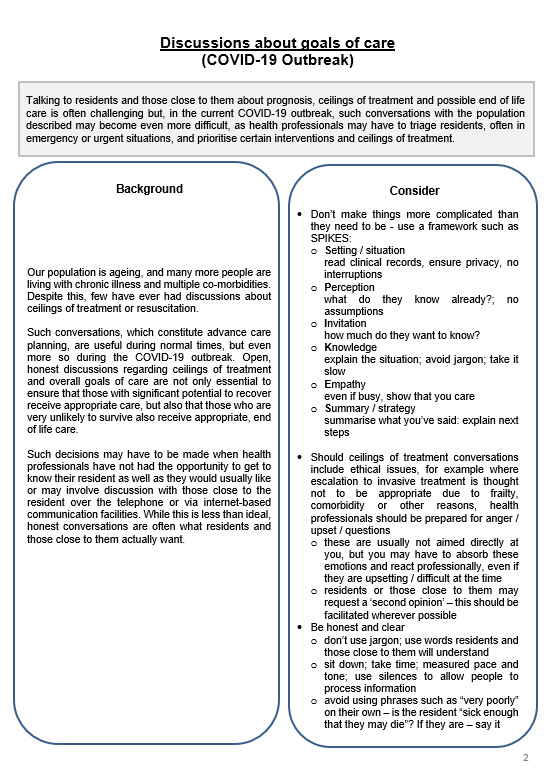 Discussions about goals of care
(COVID-19 Outbreak)
Talking to residents and those close to them about prognosis, ceilings of treatment and possible end of life
care is often challenging but, in the current COVID-19 outbreak, such conversations with the population
described may become even more difficult, as health professionals may have to triage residents, often in
emergency or urgent situations, and prioritise certain interventions and ceilings of treatment.
Background
Our population is ageing, and many more people are
living with chronic illness and multiple co-morbidities.
Despite this, few have ever had discussions about
ceilings of treatment or resuscitation.
Such conversations, which constitute advance care
planning, are useful during normal times, but even
more so during the COVID-19 outbreak. Open,
honest discussions regarding ceilings of treatment
and overall goals of care are not only essential to
ensure that those with significant potential to recover
receive appropriate care, but also that those who are
very unlikely to survive also receive appropriate, end
of life care.
Such decisions may have to be made when health
professionals have not had the opportunity to get to
know their resident as well as they would usually like
or may involve discussion with those close to the
resident over the telephone or via internet-based
communication facilities. While this is less than ideal,
honest conversations are often what residents and
those close to them actually want.
Consider
• Don't make things more complicated than
they need to be - use a framework such as
SPIKES:
o Setting / situation
read clinical records, ensure privacy, no
interruptions
o Perception
what do they know already?; no
assumptions
o Invitation
how much do they want to know?
o Knowledge
explain the situation; avoid jargon; take it
slow
o Empathy
even if busy, show that you care
o Summary / strategy
summarise what you've said: explain next
steps
• Should ceilings of treatment conversations
include ethical issues, for example where
escalation to invasive treatment is thought
not to be appropriate due to frailty,
comorbidity or other reasons, health
professionals should be prepared for anger /
upset / questions
o these are usually not aimed directly at
you, but you may have to absorb these
emotions and react professionally, even if
they are upsetting / difficult at the time
o residents or those close to them may
request a 'second opinion' – this should be
facilitated wherever possible
• Be honest and clear
o don't use jargon; use words residents and
those close to them will understand
o sit down; take time; measured pace and
tone; use silences to allow people to
process information
o avoid using phrases such as "very poorly"
on their own – is the resident "sick enough
that they may die"? If they are – say it
2